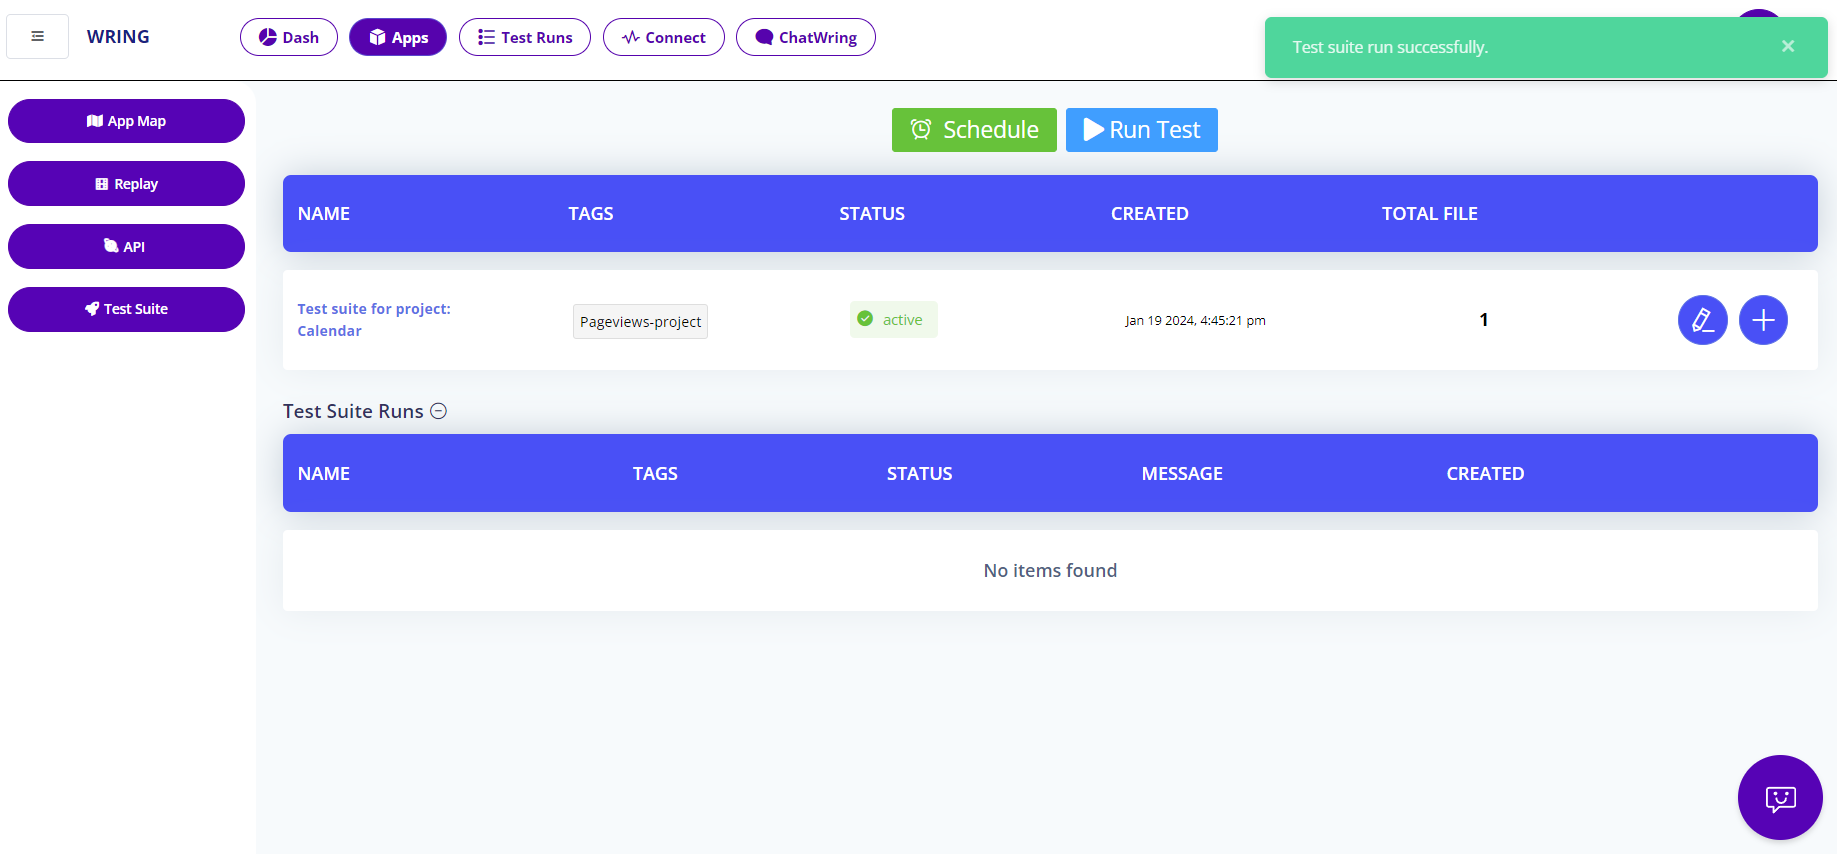 WRING
Dash
Apps
Test Runs
Connect
ChatWring
Test suite run successfully.
App Map
Replay
API
Test Suite
Schedule
Run Test
NAME TAGS STATUS CREATED TOTAL FILE
Test suite for project:
Calendar
Pageviews-project
active
Jan 19 2024, 4:45:21 pm
1
Test Suite Runs
NAME TAGS STATUS MESSAGE CREATED
No items found